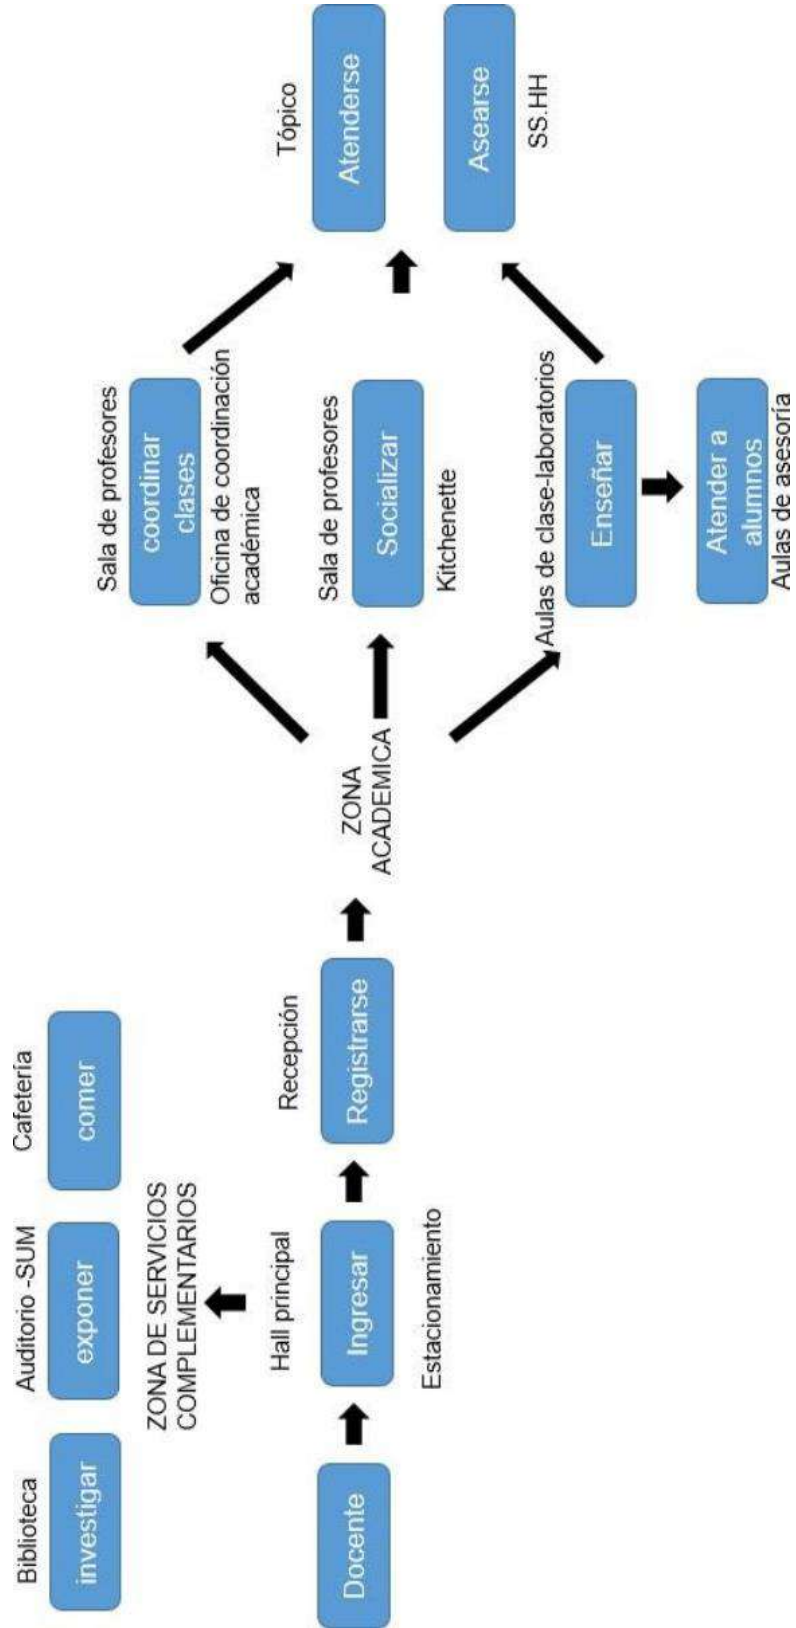 Biblioteca
investigar
Auditorio -SUM
exponer
Cafetería
comer
ZONA DE SERVICIOS
COMPLEMENTARIOS
Docente
Hall principal
Ingresar
Estacionamiento
Recepción
Registrarse
ZONA
ACADEMICA
Sala de profesores
coordinar
clases
Oficina de coordinación
académica
Sala de profesores
Socializar
Kitchenette
Aulas de clase-laboratorios
Enseñar
Atender a
alumnos
Aulas de asesoría
Tópico
Atenderse
Asearse
SS.HH